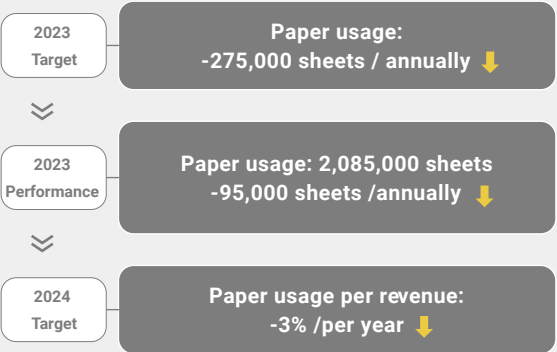 2023
Target
Paper usage:
-275,000 sheets / annually
2023
Performance
Paper usage: 2,085,000 sheets
-95,000 sheets /annually
2024
Target
Paper usage per revenue:
-3% /per year